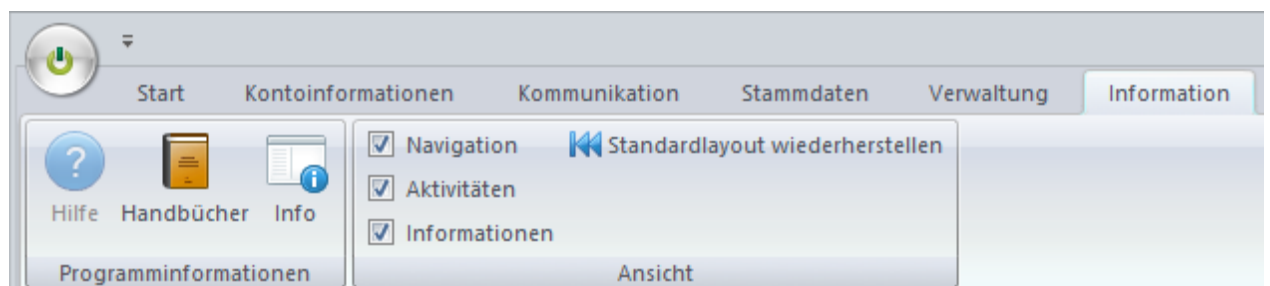 Start Kontoinformationen Kommunikation Stammdaten Verwaltung Information
Navigation Standardlayout wiederherstellen
Aktivitäten
Hilfe Handbücher Info
Informationen
Programminformationen Ansicht